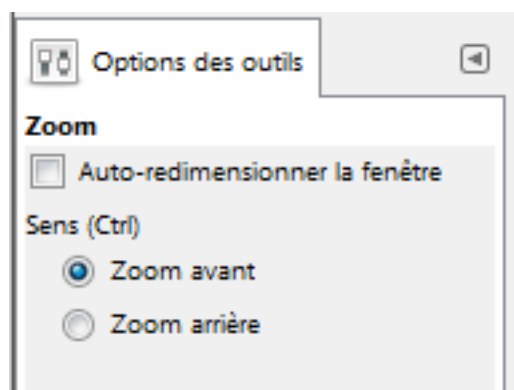 Options des outils
Zoom
Auto-redimensionner la fenêtre
Sens (Ctrl)
Zoom avant
Zoom arrière